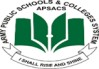 ARMY PUBLIC SCHOOLS & COLLEGES SYSTEM
APSACS
I SHALL RISE AND SHINE